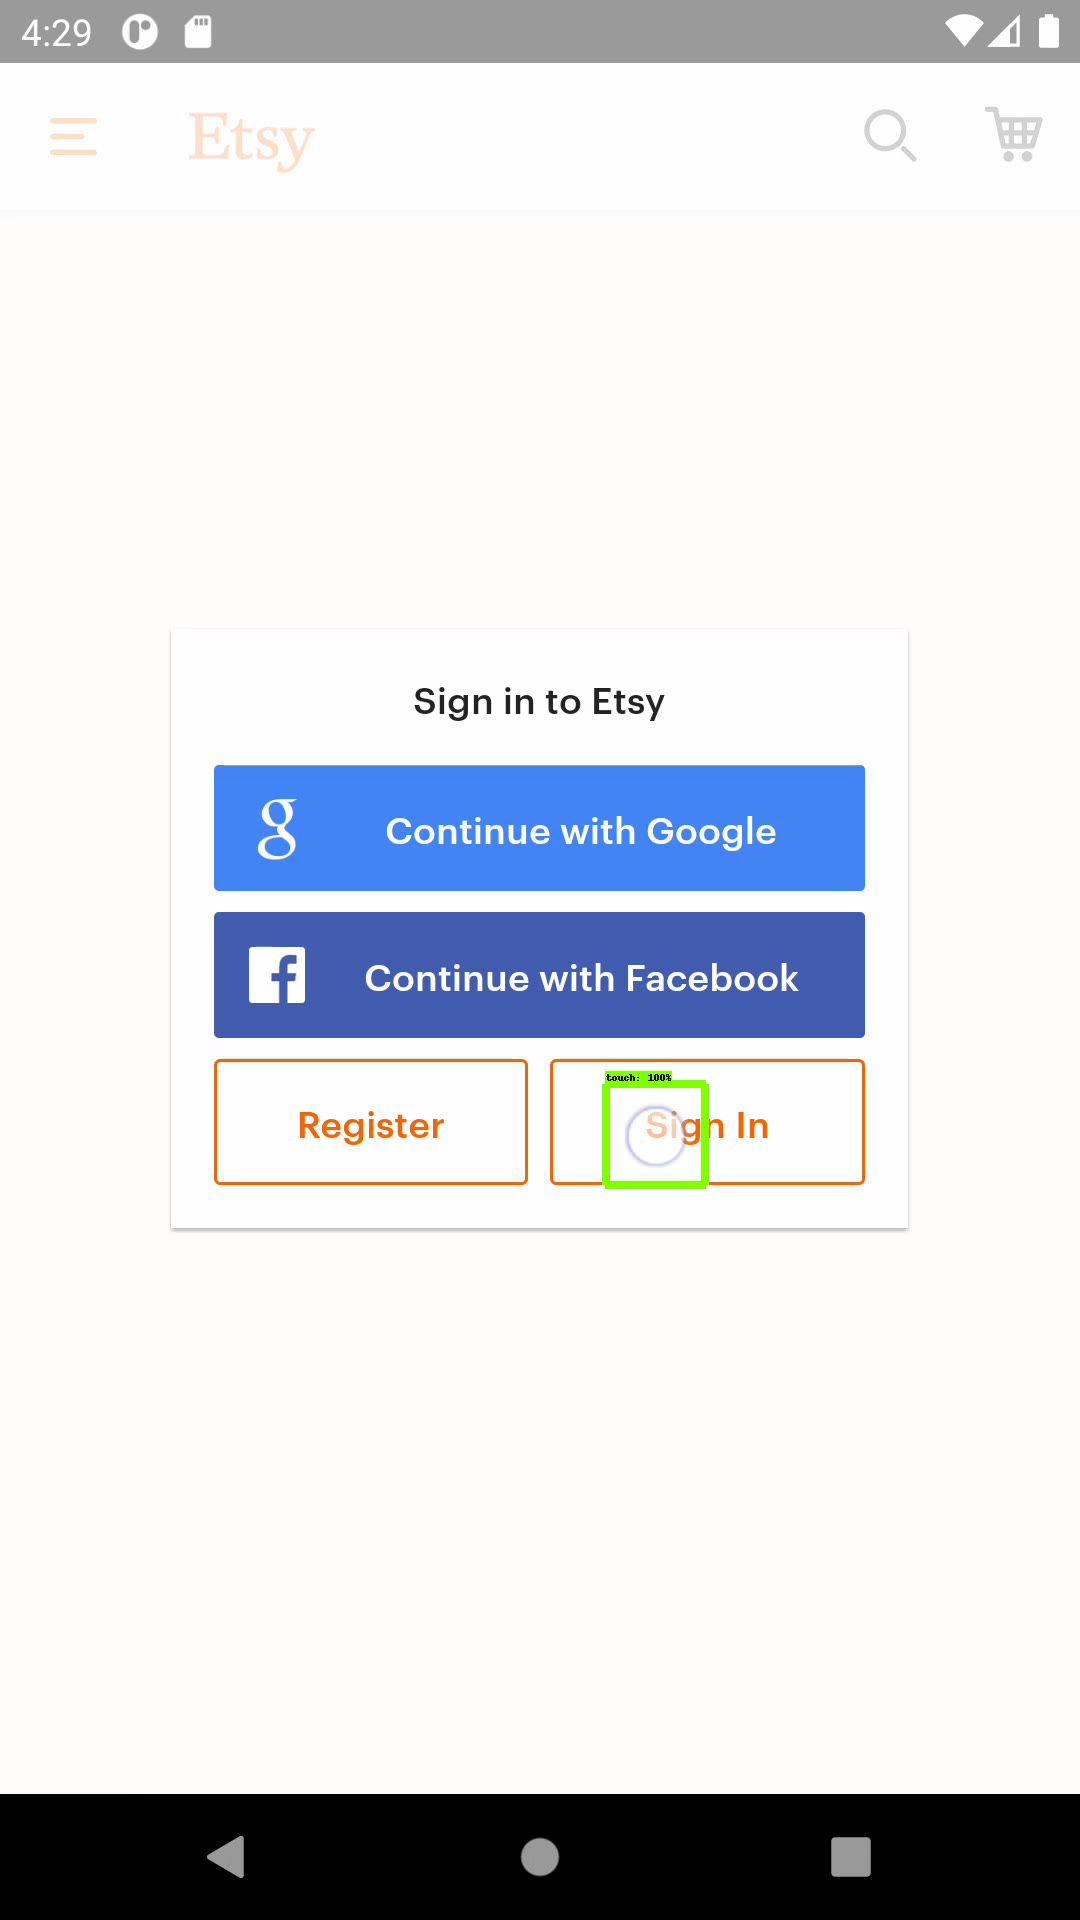 4:29
Etsy
Sign in to Etsy
g Continue with Google
f Continue with Facebook
touch: 100%
Register
Sign In